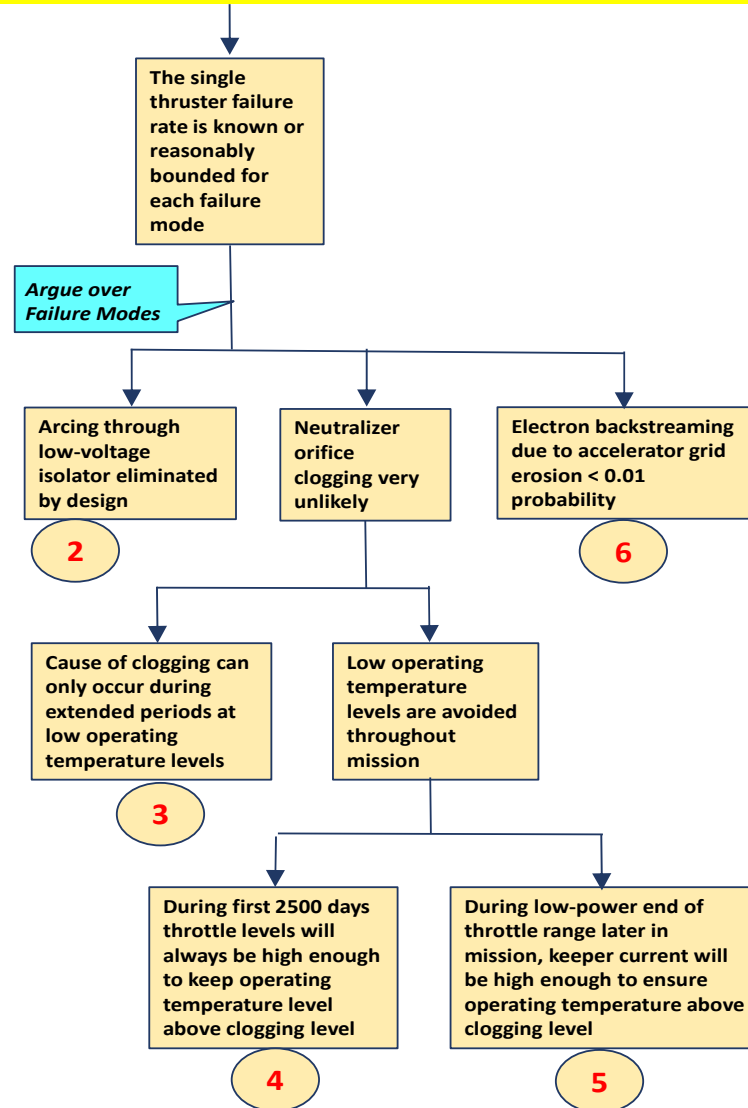 The single
thruster failure
rate is known or
reasonably
bounded for
each failure
mode
Argue over
Failure Modes
Arcing through
low-voltage
isolator eliminated
by design
2
Neutralizer
orifice
clogging very
unlikely
Electron backstreaming
due to accelerator grid
erosion < 0.01
probability
6
Cause of clogging can
only occur during
extended periods at
low operating
temperature levels
3
Low operating
temperature
levels are avoided
throughout
mission
During first 2500 days
throttle levels will
always be high enough
to keep operating
temperature level
above clogging level
4
During low-power end of
throttle range later in
mission, keeper current will
be high enough to ensure
operating temperature above
clogging level
5